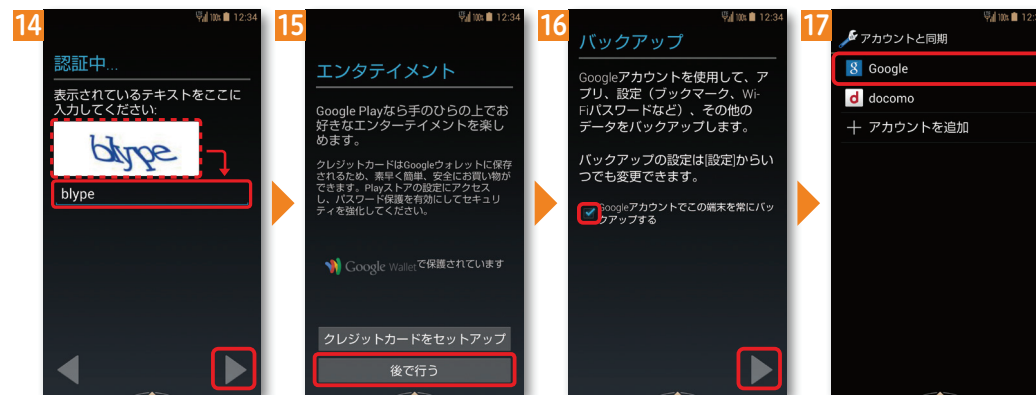 14
100% 12:34
認証中...
表示されているテキストをここに
入力してください:
blype
blype
15
100% 12:34
エンタテイメント
Google Playなら手のひらの上でお
好きなエンターテイメントを楽し
めます。
クレジットカードはGoogleウォレットに保存
されるため、素早く簡単、安全にお買い物が
できます。Playストアの設定にアクセス
し、パスワード保護を有効にしてセキュリ
ティを強化してください。
Google Walletで保護されています
クレジットカードをセットアップ
後で行う
16
100% 12:34
バックアップ
Googleアカウントを使用して、ア
プリ、設定（ブックマーク、Wi-
Fiパスワードなど）、その他の
データをバックアップします。
バックアップの設定は[設定]からい
つでも変更できます。
Googleアカウントでこの端末を常にバッ
クアップする
17
100% 12:3
アカウントと同期
8 Google
d docomo
＋ アカウントを追加